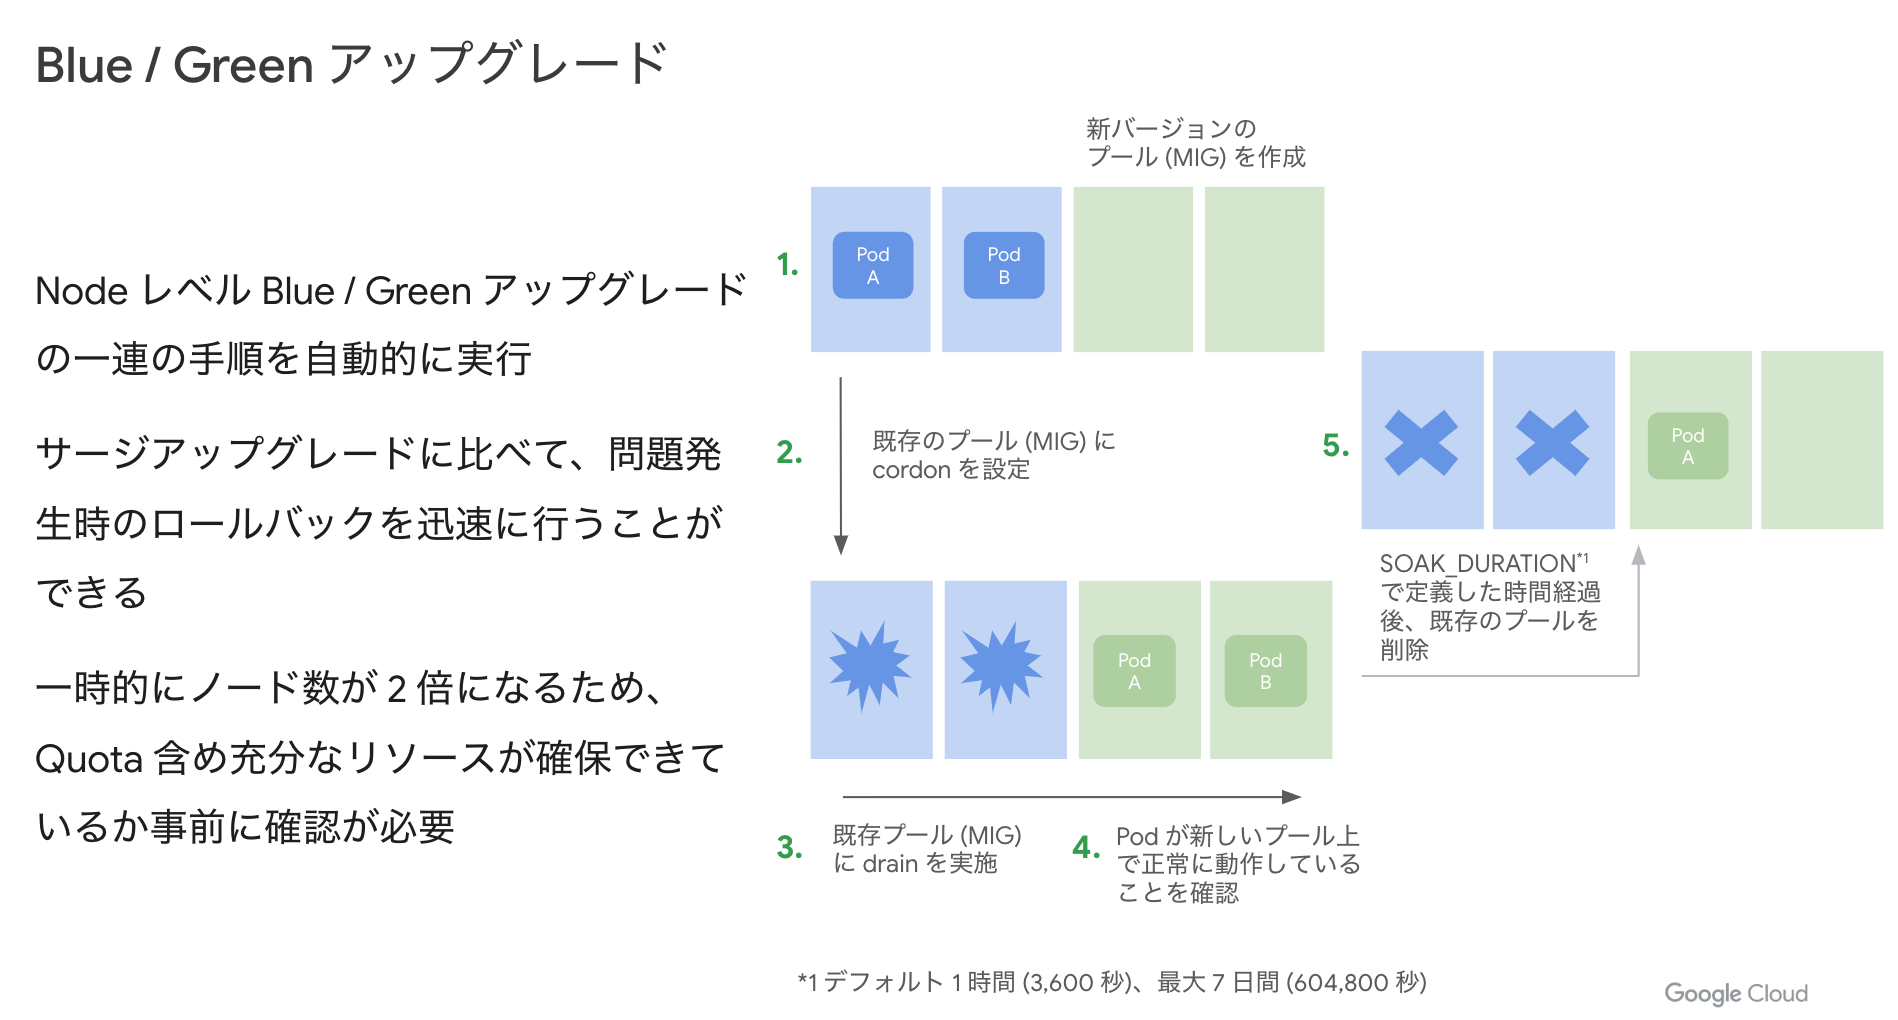 Blue / Green アップグレード
Node レベル Blue / Green アップグレード
の一連の手順を自動的に実行
サージアップグレードに比べて、問題発
生時のロールバックを迅速に行うことが
できる
一時的にノード数が 2 倍になるため、
Quota 含め充分なリソースが確保できて
いるか事前に確認が必要
新バージョンの
プール (MIG) を作成
1.
Pod
A
Pod
B
2.
既存のプール (MIG) に
cordon を設定
Pod
A
Pod
B
3.
既存プール (MIG)
に drain を実施
4.
Pod が新しいプール上
で正常に動作している
ことを確認
5.
Pod
A
SOAK_DURATION*1
で定義した時間経過
後、既存のプールを
削除
*1 デフォルト 1 時間 (3,600 秒)、最大 7 日間 (604,800 秒)
Google Cloud